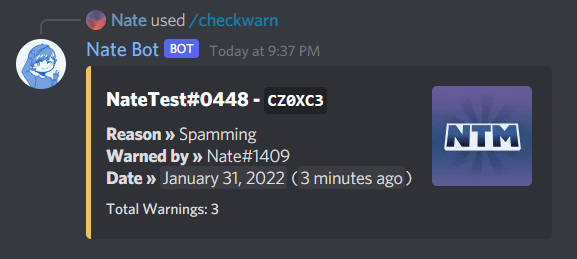 Nate used /checkwarn
Nate Bot BOT Today at 9:37 PM
NateTest#0448 - CZ0XC3
Reason » Spamming
Warned by » Nate#1409
Date » January 31, 2022 (3 minutes ago)
Total Warnings: 3
NTM